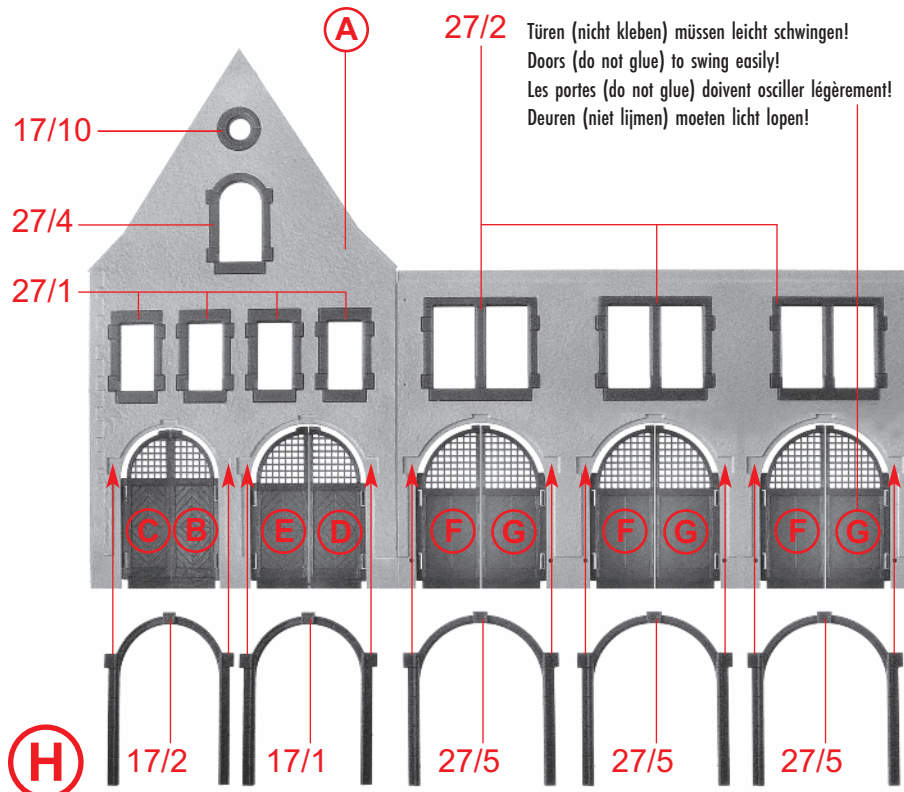 A
27/2
Türen (nicht kleben) müssen leicht schwingen!
Doors (do not glue) to swing easily!
Les portes (do not glue) doivent osciller légèrement!
Deuren (niet lijmen) moeten licht lopen!
17/10
27/4
27/1
C B E D F G F G F G
H 17/2 17/1 27/5 27/5 27/5